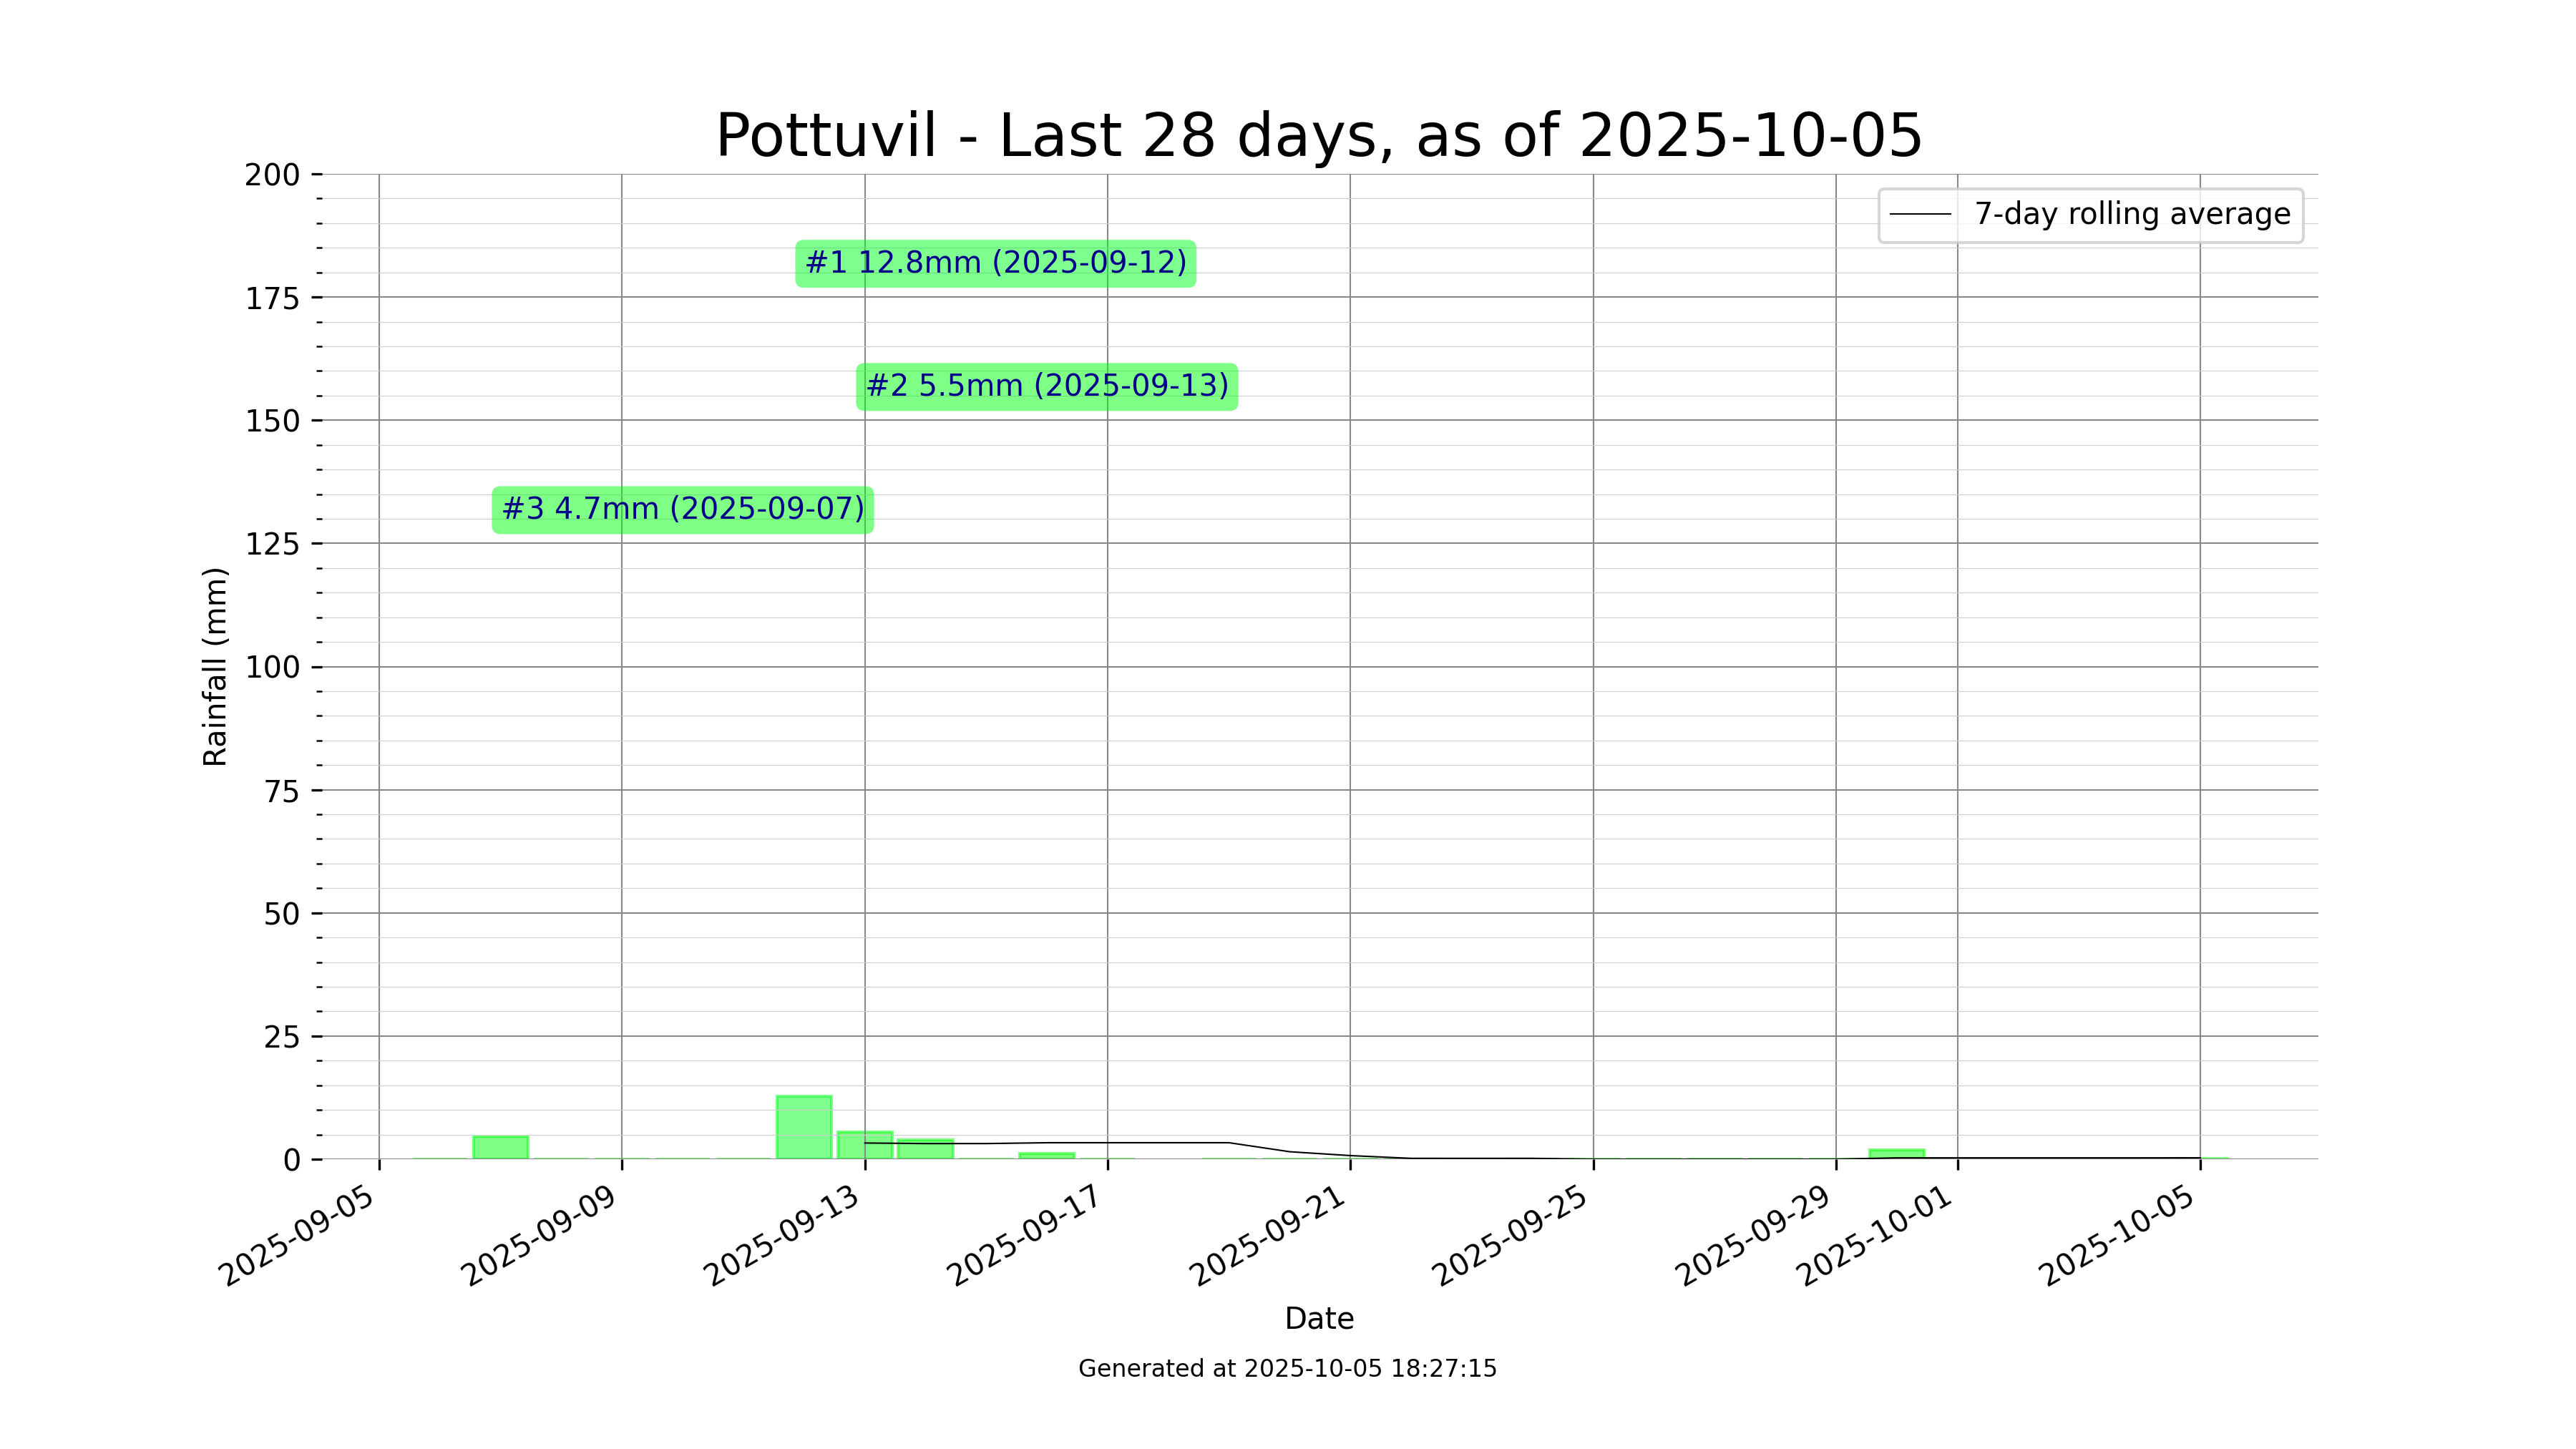 Pottuvil - Last 28 days, as of 2025-10-05
7-day rolling average
#1 12.8mm (2025-09-12)
#2 5.5mm (2025-09-13)
#3 4.7mm (2025-09-07)
Rainfall (mm)
200
175
150
125
100
75
50
25
0
2025-09-05
2025-09-09
2025-09-13
2025-09-17
2025-09-21
2025-09-25
2025-09-29
2025-10-01
2025-10-05
Date
Generated at 2025-10-05 18:27:15